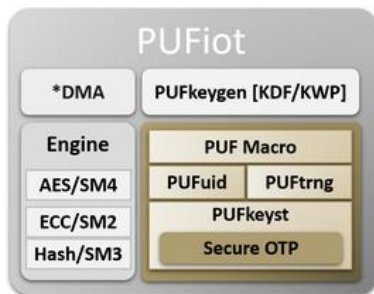 PUFiot
*DMA
PUFkeygen [KDF/KWP]
Engine
AES/SM4
ECC/SM2
Hash/SM3
PUF Macro
PUFuid
PUFtrng
PUFkeyst
Secure OTP